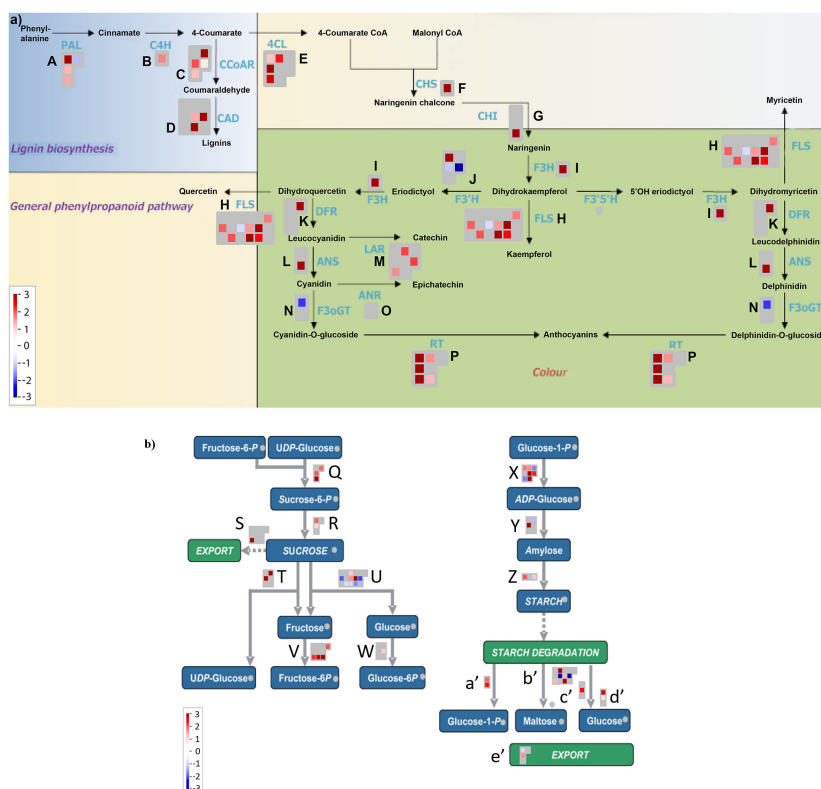 a)
Phenyl-
alanine
Cinnamate
4-Coumarate
4-Coumarate CoA
Malonyl CoA
PAL
C4H
4CL
A
B
C
CCoAR
E
Coumaraldehyde
CHS
F
Naringenin chalcone
Myricetin
D
CAD
CHI
G
Lignins
Lignin biosynthesis
Naringenin
H
FLS
I
J
F3H
I
Quercetin
Dihydroquercetin
F3H
Eriodictyol
F3'H
Dihydrokaempferol
F3'5'H
5'OH eriodictyol
F3H
Dihydromyricetin
General phenylpropanoid pathway
H
FLS
K
DFR
FLS
H
I
K
DFR
Leucocyanidin
Catechin
Kaempferol
Leucodelphinidin
L
ANS
LAR
M
L
ANS
Cyanidin
Epichatechin
Delphinidin
N
F3oGT
ANR
O
N
F3oGT
Cyanidin-O-glucoside
Anthocyanins
Delphinidin-O-glucosid
RT
P
RT
P
Colour
3
2
1
0
-1
-2
-3
b)
Fructose-6-P
UDP-Glucose
Glucose-1-P
Q
X
Sucrose-6-P
ADP-Glucose
S
R
Y
EXPORT
SUCROSE
Amylose
T
U
Z
STARCH
Fructose
Glucose
V
W
STARCH DEGRADATION
a'
b'
c'
d'
UDP-Glucose
Fructose-6P
Glucose-6P
Glucose-1-P
Maltose
Glucose
e'
EXPORT
3
2
1
0
-1
-2
-3